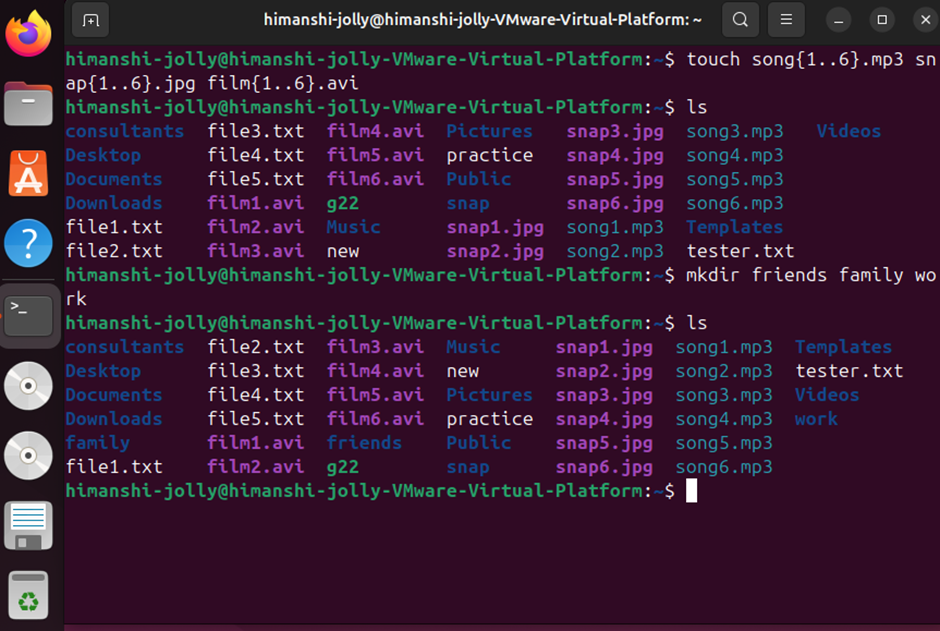 himanshi-jolly@himanshi-jolly-VMware-Virtual-Platform: ~
himanshi-jolly@himanshi-jolly-VMware-Virtual-Platform:~$ touch song{1..6}.mp3 sn
ap{1..6}.jpg film{1..6}.avi
himanshi-jolly@himanshi-jolly-VMware-Virtual-Platform:~$ ls
consultants file3.txt film4.avi Pictures snap3.jpg song3.mp3 Videos
Desktop file4.txt film5.avi practice snap4.jpg song4.mp3
Documents file5.txt film6.avi Public snap5.jpg song5.mp3
Downloads film1.avi g22 snap snap6.jpg song6.mp3
file1.txt film2.avi Music snap1.jpg song1.mp3 Templates
file2.txt film3.avi new snap2.jpg song2.mp3 tester.txt
himanshi-jolly@himanshi-jolly-VMware-Virtual-Platform:~$ mkdir friends family wo
rk
himanshi-jolly@himanshi-jolly-VMware-Virtual-Platform:~$ ls
consultants file2.txt film3.avi Music snap1.jpg song1.mp3 Templates
Desktop file3.txt film4.avi new snap2.jpg song2.mp3 tester.txt
Documents file4.txt film5.avi Pictures snap3.jpg song3.mp3 Videos
Downloads file5.txt film6.avi practice snap4.jpg song4.mp3 work
family film1.avi friends Public snap5.jpg song5.mp3
file1.txt film2.avi g22 snap snap6.jpg song6.mp3
himanshi-jolly@himanshi-jolly-VMware-Virtual-Platform:~$